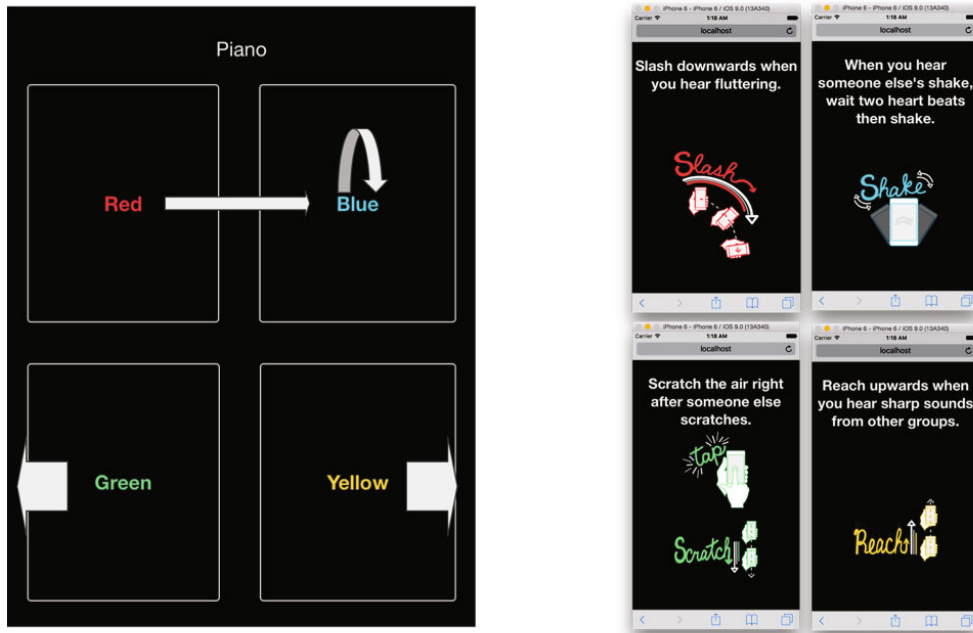 Piano
Red
Blue
Green
Yellow
iPhone 6 - iPhone 6 / iOS 9.0 (13A340)
Carrier 1:18 AM
localhost
Slash downwards when
you hear fluttering.
Slash
iPhone 6 - iPhone 6 / iOS 9.0 (13A340)
Carrier 1:18 AM
localhost
When you hear
someone else's shake,
wait two heart beats
then shake.
Shake
iPhone 6 - iPhone 6 / iOS 9.0 (13A340)
Carrier 1:18 AM
localhost
Scratch the air right
after someone else
scratches.
tap
Scratch
iPhone 6 - iPhone 6 / iOS 9.0 (13A340)
Carrier 1:18 AM
localhost
Reach upwards when
you hear sharp sounds
from other groups.
Reach